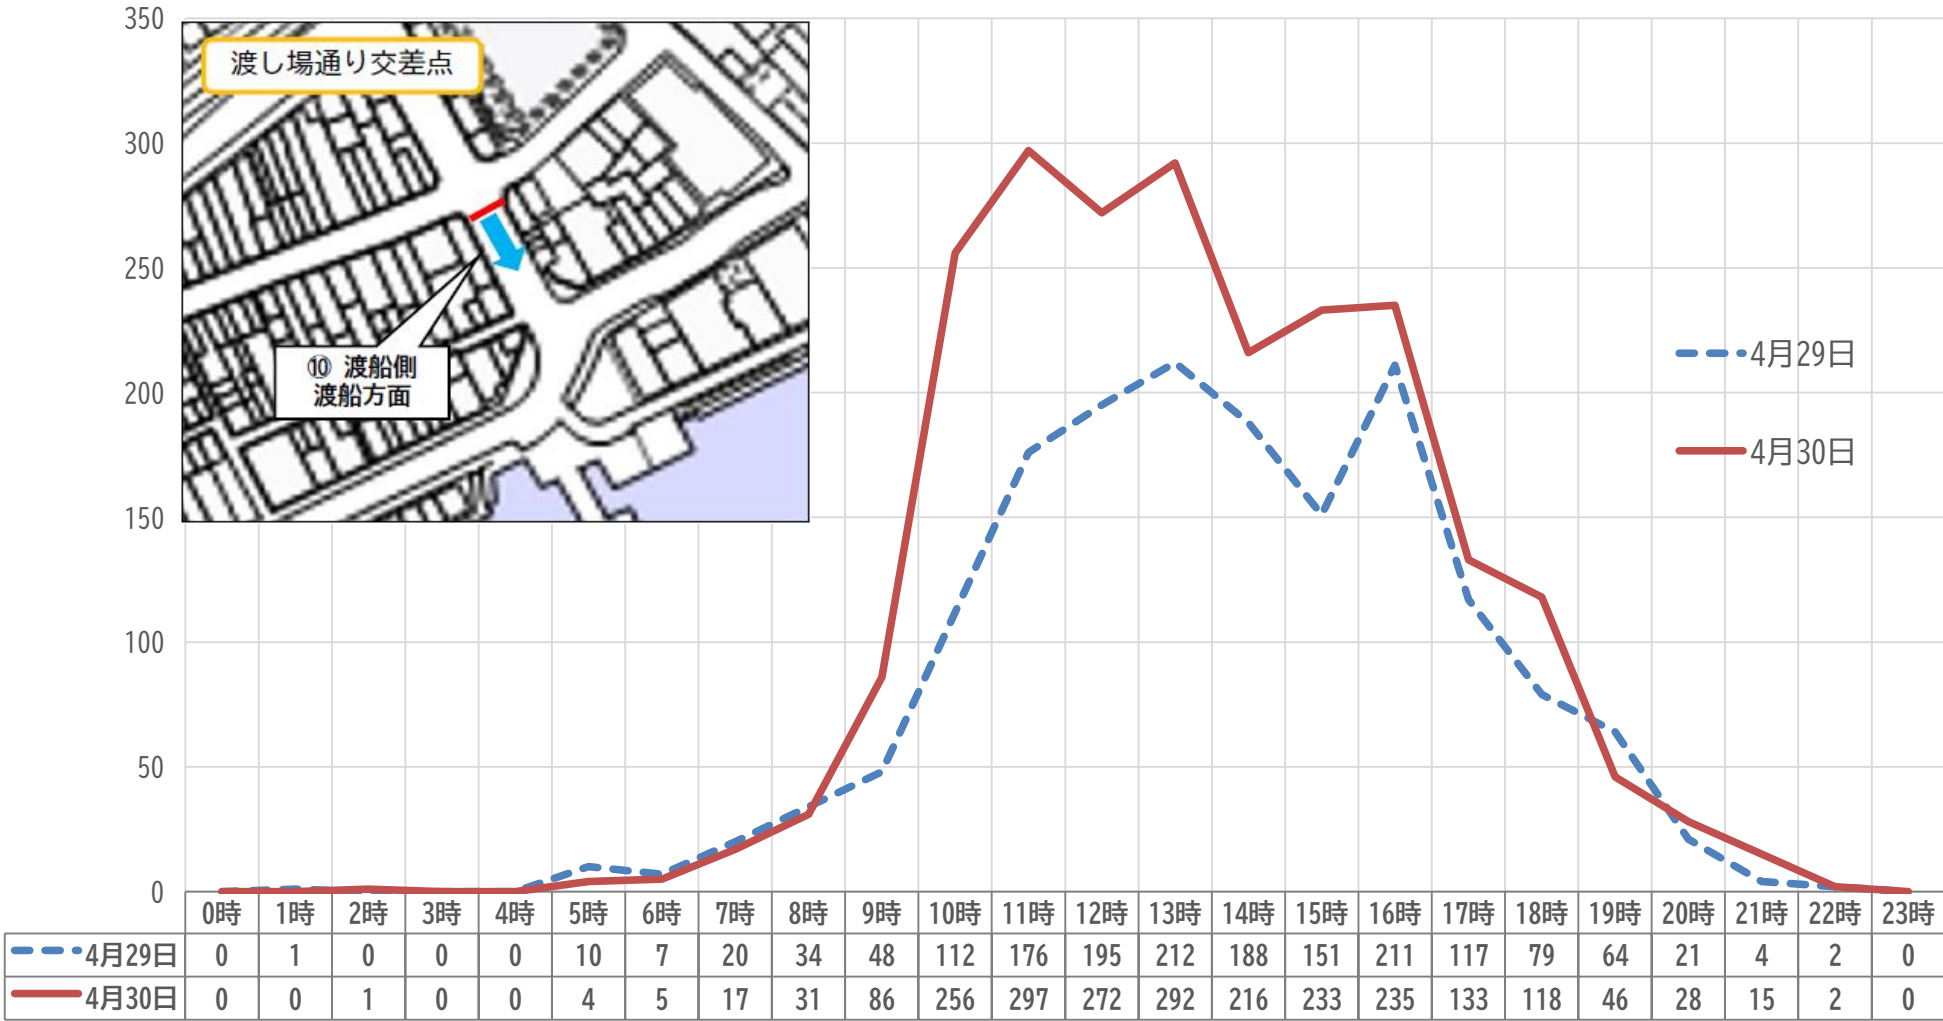 350
300
250
200
150
100
50
0
渡し場通り交差点
⑩ 渡船側
渡船方面
4月29日
4月30日
0時 1時 2時 3時 4時 5時 6時 7時 8時 9時 10時 11時 12時 13時 14時 15時 16時 17時 18時 19時 20時 21時 22時 23時
4月29日 0 1 0 0 0 10 7 20 34 48 112 176 195 212 188 151 211 117 79 64 21 4 2 0
4月30日 0 0 1 0 0 4 5 17 31 86 256 297 272 292 216 233 235 133 118 46 28 15 2 0